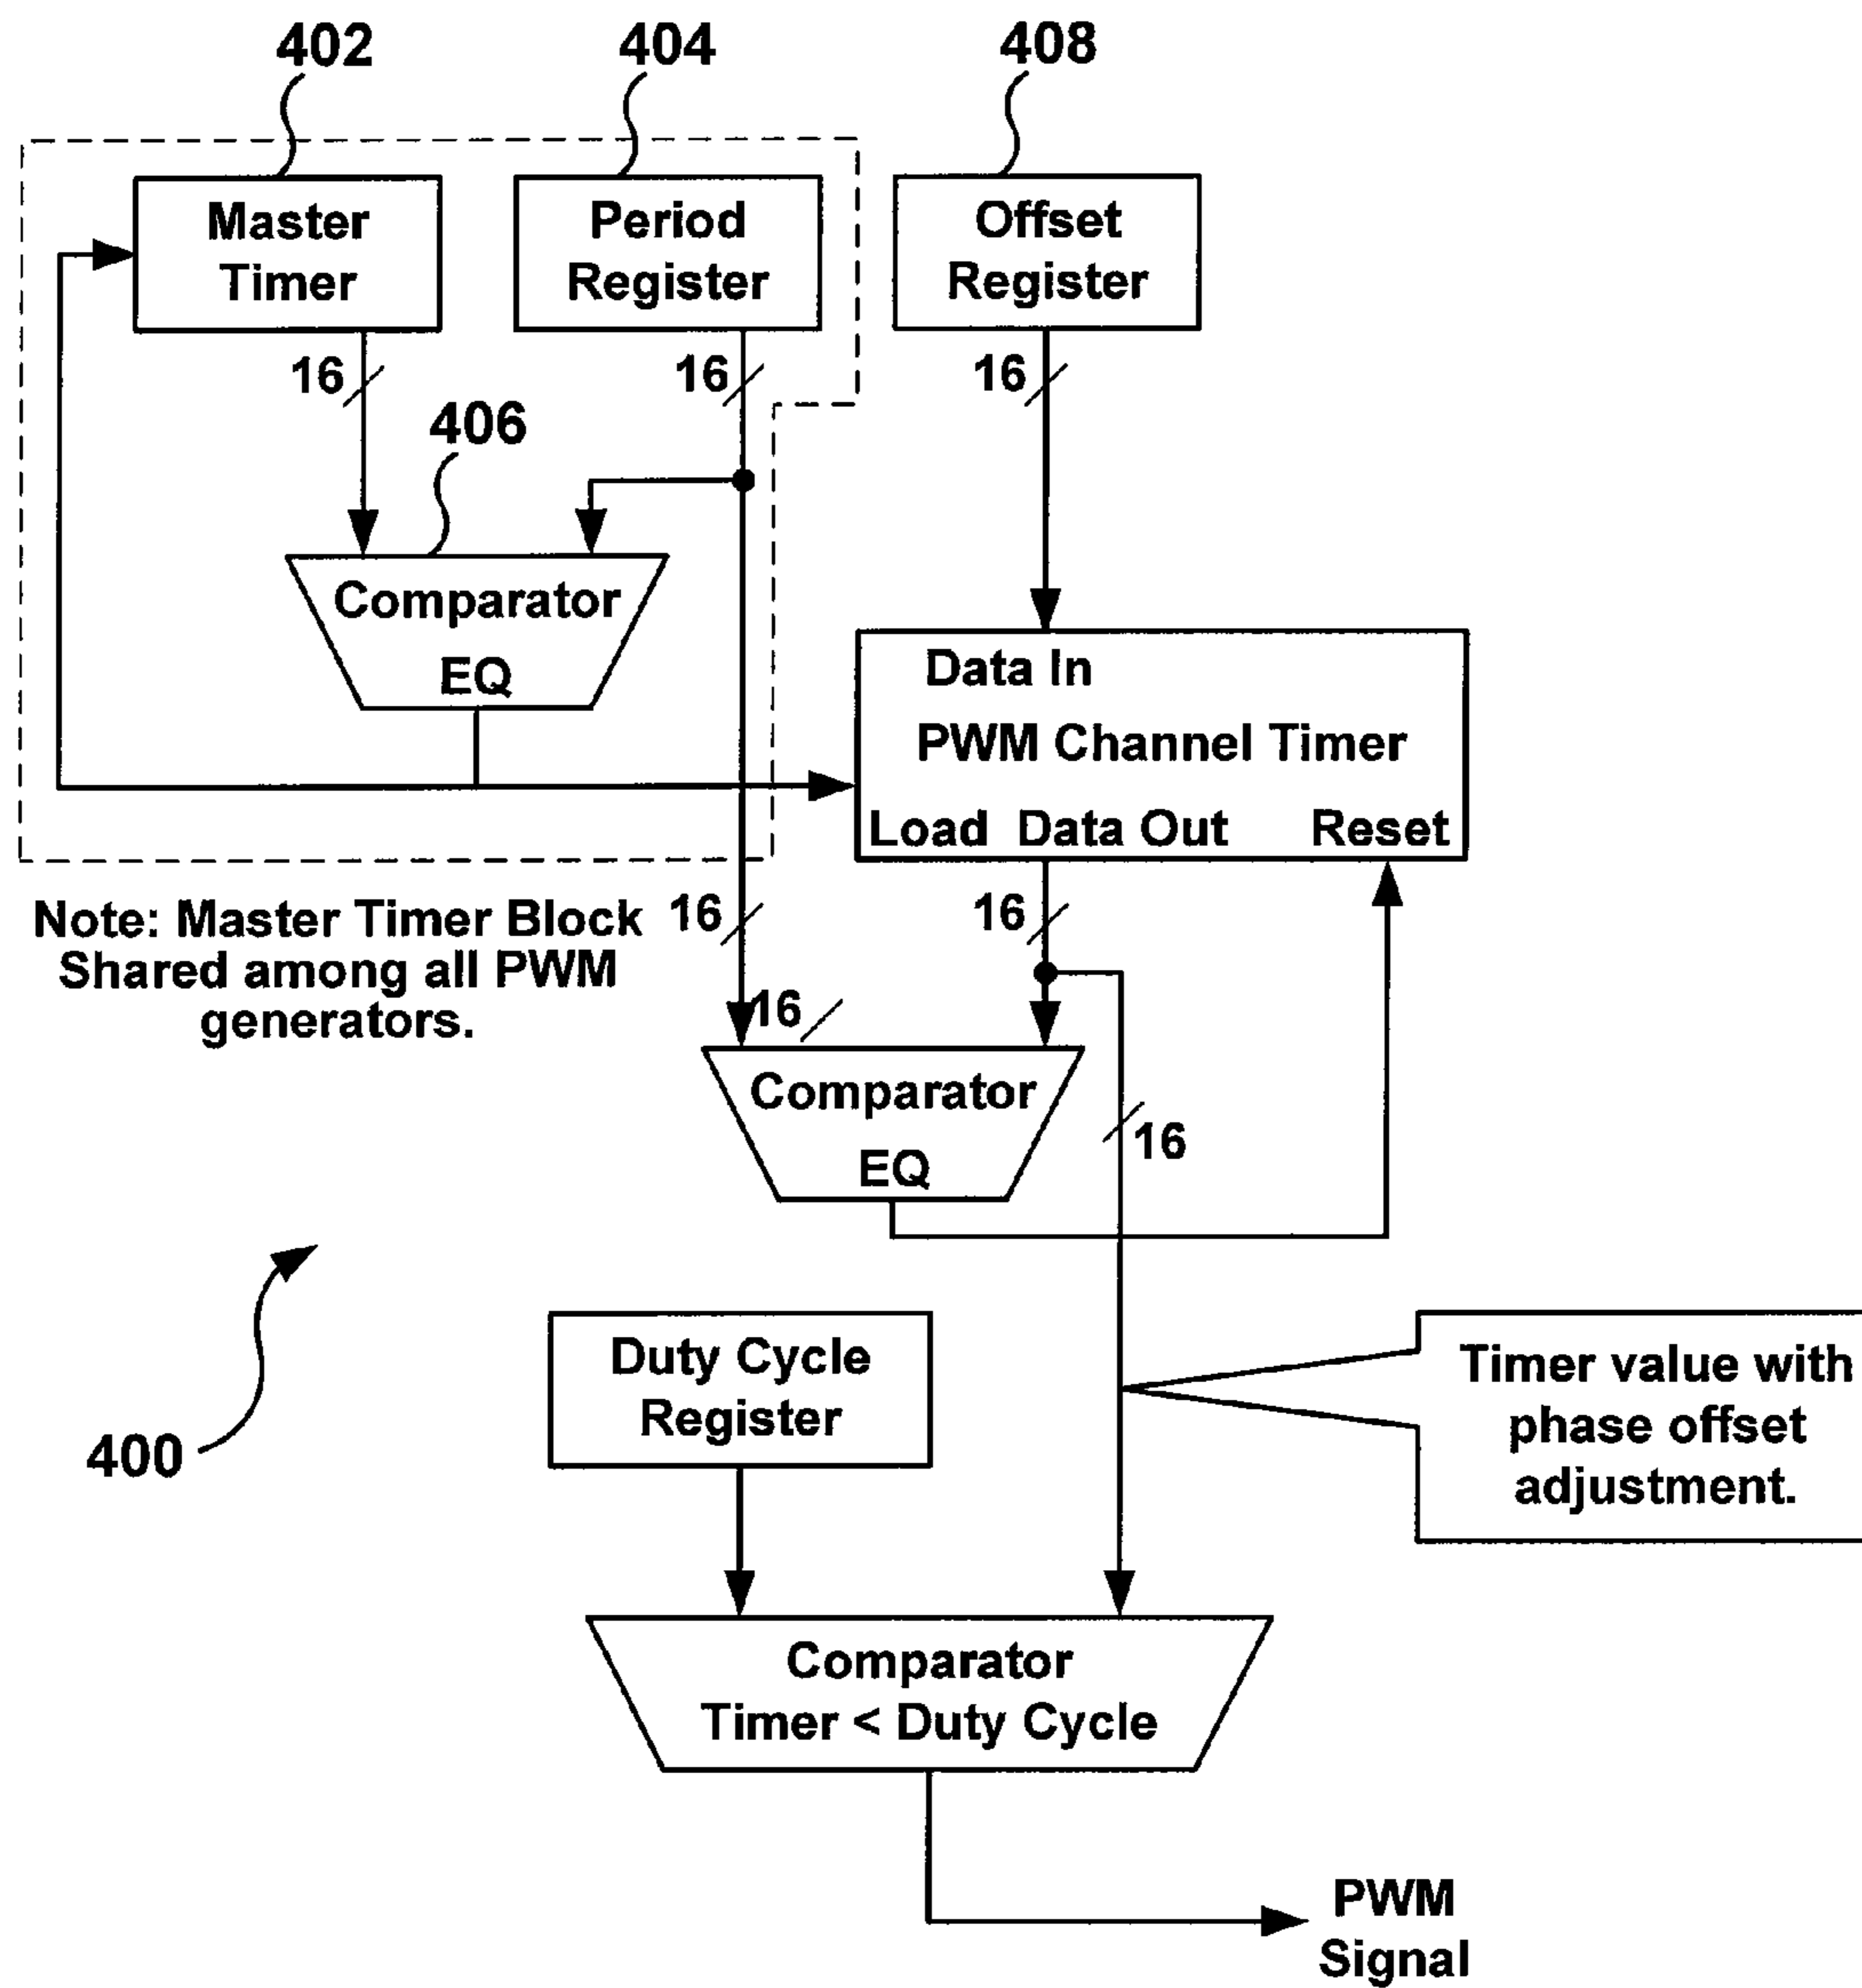 402
404
408
Master
Timer
Period
Register
Offset
Register
16
16
16
406
Comparator
EQ
Data In
PWM Channel Timer
Load Data Out Reset
Note: Master Timer Block
Shared among all PWM
generators.
16
16
16
Comparator
EQ
16
400
Duty Cycle
Register
Timer value with
phase offset
adjustment.
Comparator
Timer < Duty Cycle
PWM
Signal